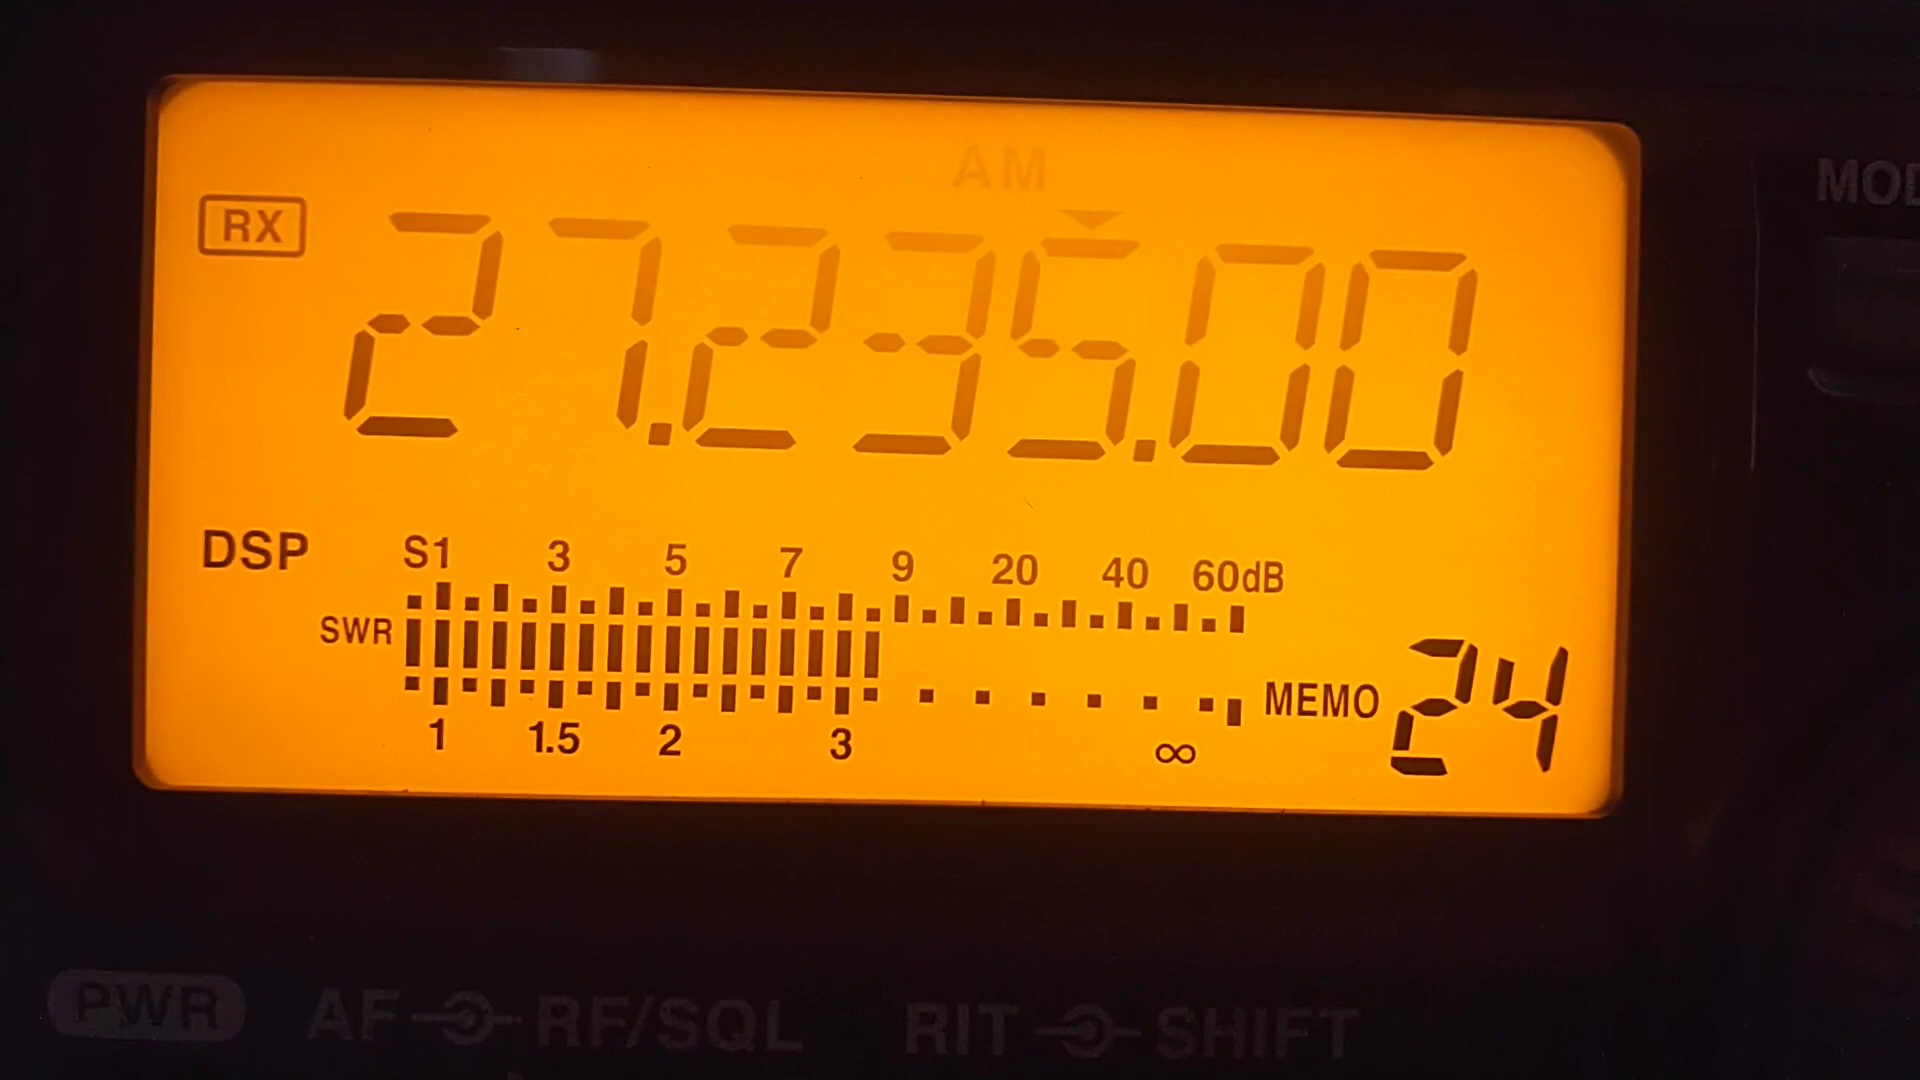 AM
RX 27.235.00
DSP S1 3 5 7 9 20 40 60dB
SWR
MEMO 24
1 1.5 2 3 ∞
PWR AF RF/SQL RIT SHIFT